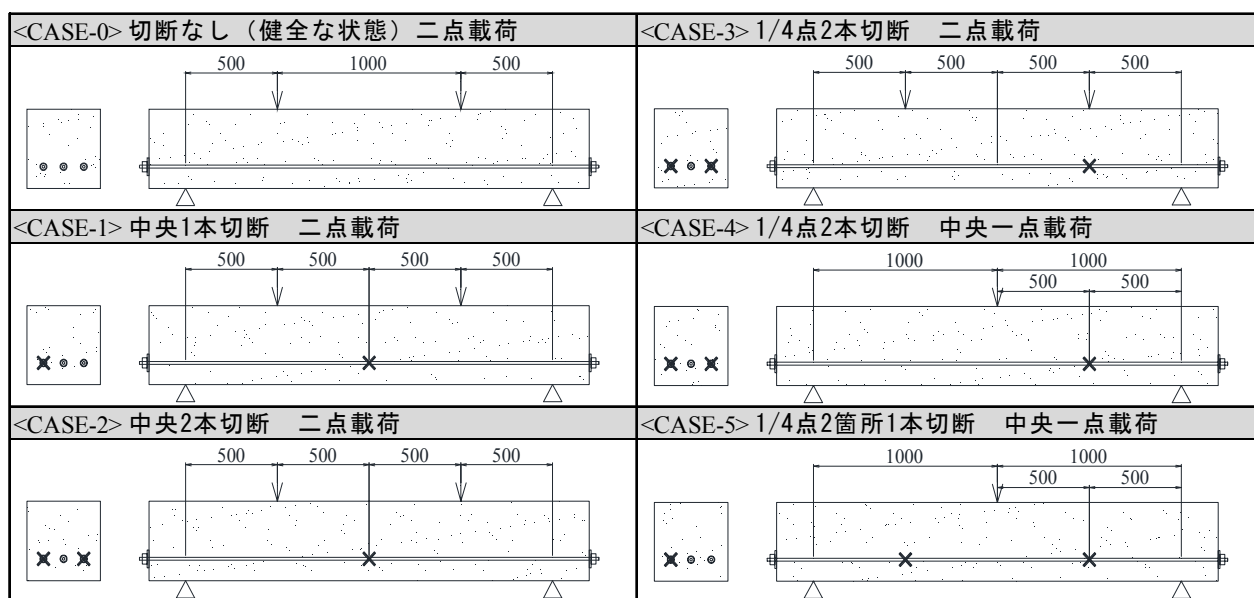 <CASE-0> 切断なし（健全な状態）二点載荷
500 1000 500
<CASE-1> 中央1本切断　二点載荷
500 500 500 500
<CASE-2> 中央2本切断　二点載荷
500 500 500 500
<CASE-3> 1/4点2本切断　二点載荷
500 500 500 500
<CASE-4> 1/4点2本切断　中央一点載荷
1000 1000
500 500
<CASE-5> 1/4点2箇所1本切断　中央一点載荷
1000 1000
500 500